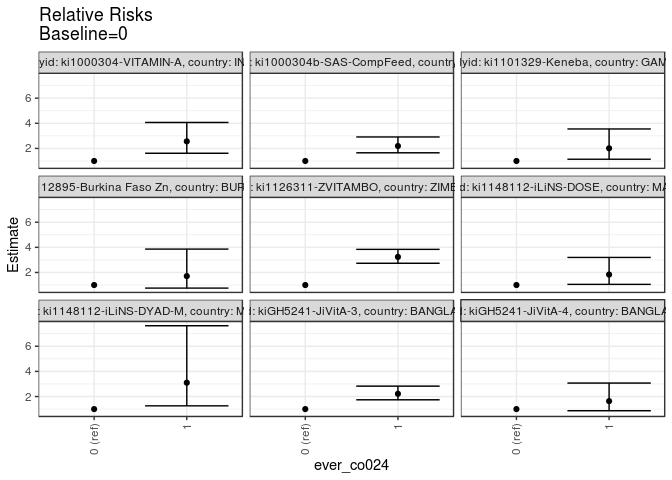 Relative Risks
Baseline=0
yid: ki1000304-VITAMIN-A, country: IN
: ki1000304b-SAS-CompFeed, country
yid: ki1101329-Keneba, country: GAM
6
4
2
12895-Burkina Faso Zn, country: BUR
: ki1126311-ZVITAMBO, country: ZIME
d: ki1148112-iLiNS-DOSE, country: MA
6
4
2
Estimate
: ki1148112-iLiNS-DYAD-M, country: M
d: kiGH5241-JiVitA-3, country: BANGLA
d: kiGH5241-JiVitA-4, country: BANGLA
6
4
2
0 (ref) 1 0 (ref) 1 0 (ref) 1
ever_co024